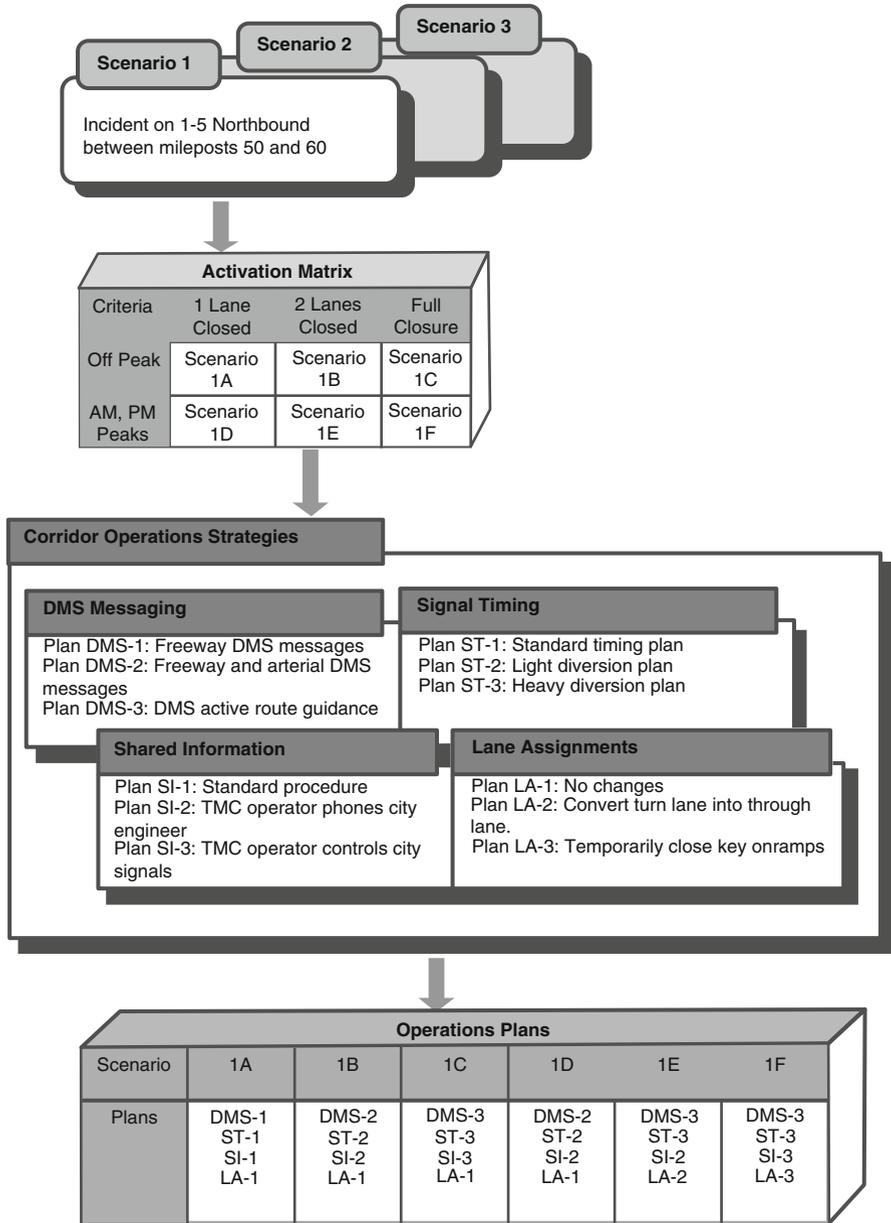 Scenario 1
Scenario 2
Scenario 3
Incident on 1-5 Northbound
between mileposts 50 and 60
Activation Matrix
Criteria
1 Lane
Closed
2 Lanes
Closed
Full
Closure
Off Peak
Scenario
1A
Scenario
1B
Scenario
1C
AM, PM
Peaks
Scenario
1D
Scenario
1E
Scenario
1F
Corridor Operations Strategies
DMS Messaging
Plan DMS-1: Freeway DMS messages
Plan DMS-2: Freeway and arterial DMS
messages
Plan DMS-3: DMS active route guidance
Signal Timing
Plan ST-1: Standard timing plan
Plan ST-2: Light diversion plan
Plan ST-3: Heavy diversion plan
Shared Information
Plan SI-1: Standard procedure
Plan SI-2: TMC operator phones city
engineer
Plan SI-3: TMC operator controls city
signals
Lane Assignments
Plan LA-1: No changes
Plan LA-2: Convert turn lane into through
lane.
Plan LA-3: Temporarily close key onramps
Operations Plans
Scenario 1A 1B 1C 1D 1E 1F
Plans DMS-1 DMS-2 DMS-3 DMS-2 DMS-3 DMS-3
ST-1 ST-2 ST-3 ST-2 ST-3 ST-3
SI-1 SI-2 SI-3 SI-2 SI-2 SI-3
LA-1 LA-1 LA-1 LA-1 LA-2 LA-3